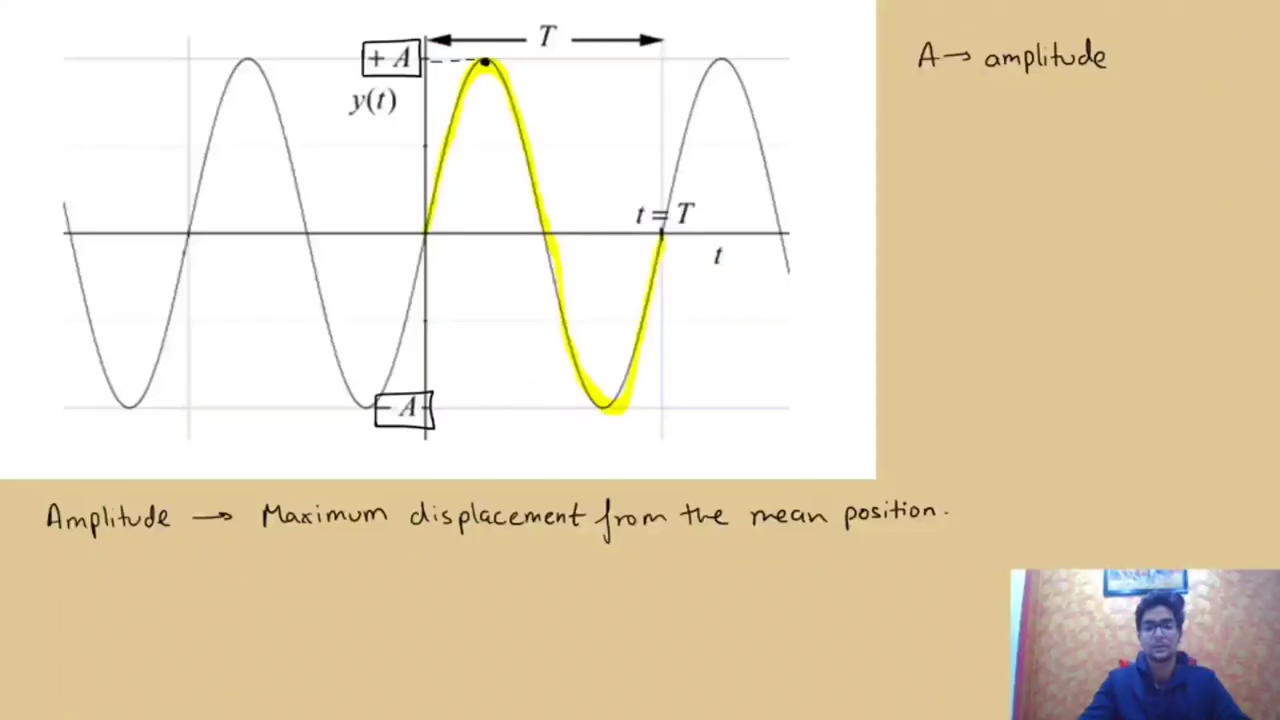 T
+ A
A → amplitude
y(t)
t = T
t
- A
Amplitude → Maximum displacement from the mean position.